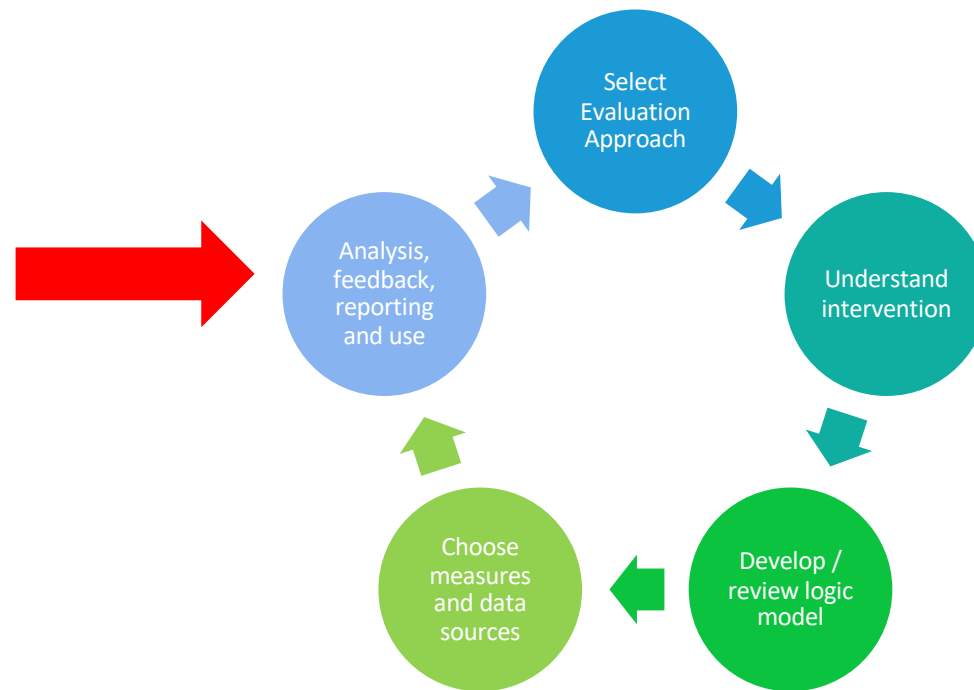 Select
Evaluation
Approach
Understand
intervention
Develop /
review logic
model
Choose
measures
and data
sources
Analysis,
feedback,
reporting
and use